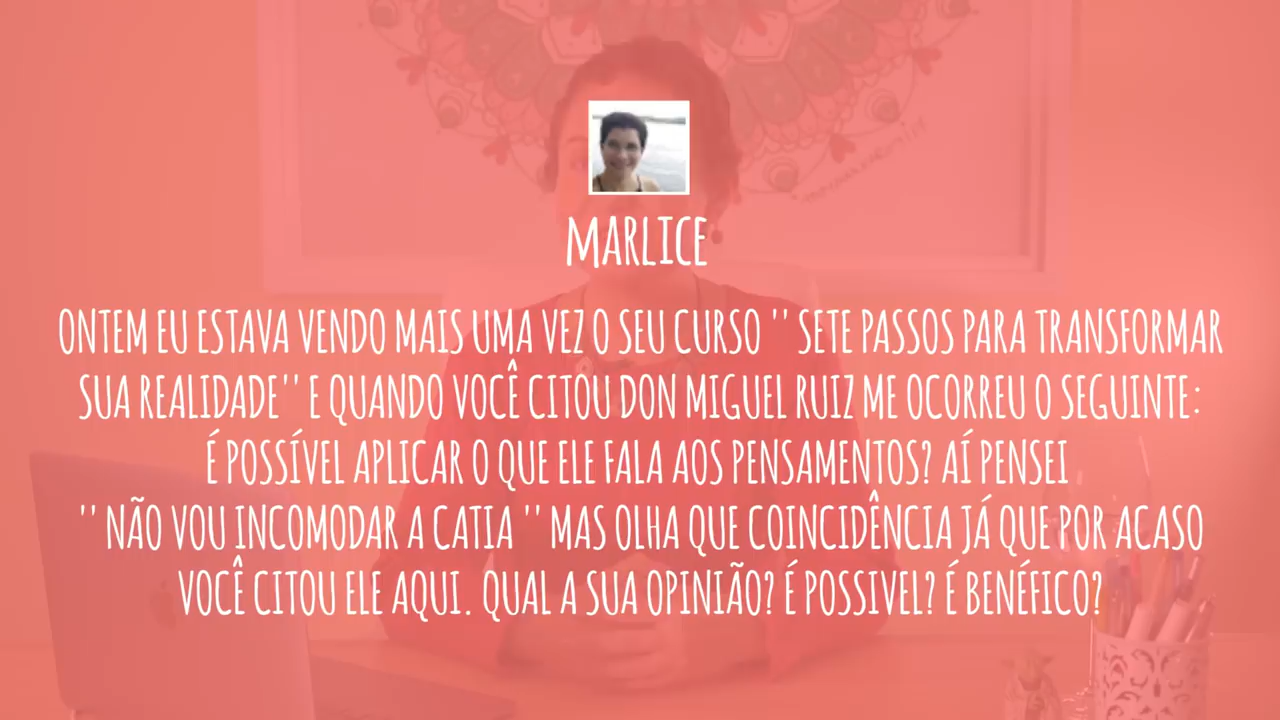 MARLICE
ONTEM EU ESTAVA VENDO MAIS UMA VEZ O SEU CURSO '' SETE PASSOS PARA TRANSFORMAR
SUA REALIDADE'' E QUANDO VOCÊ CITOU DON MIGUEL RUIZ ME OCORREU O SEGUINTE:
É POSSÍVEL APLICAR O QUE ELE FALA AOS PENSAMENTOS? AÍ PENSEI
'' NÃO VOU INCOMODAR A CATIA '' MAS OLHA QUE COINCIDÊNCIA JÁ QUE POR ACASO
VOCÊ CITOU ELE AQUI. QUAL A SUA OPINIÃO? É POSSIVEL? É BENÉFICO?